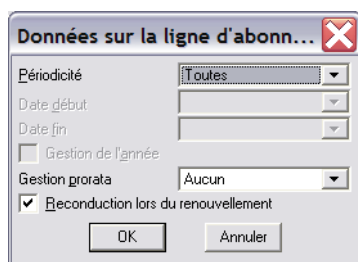 Données sur la ligne d'abonn...
Périodicité Toutes
Date début
Date fin
Gestion de l'année
Gestion prorata Aucun
Reconduction lors du renouvellement
OK Annuler